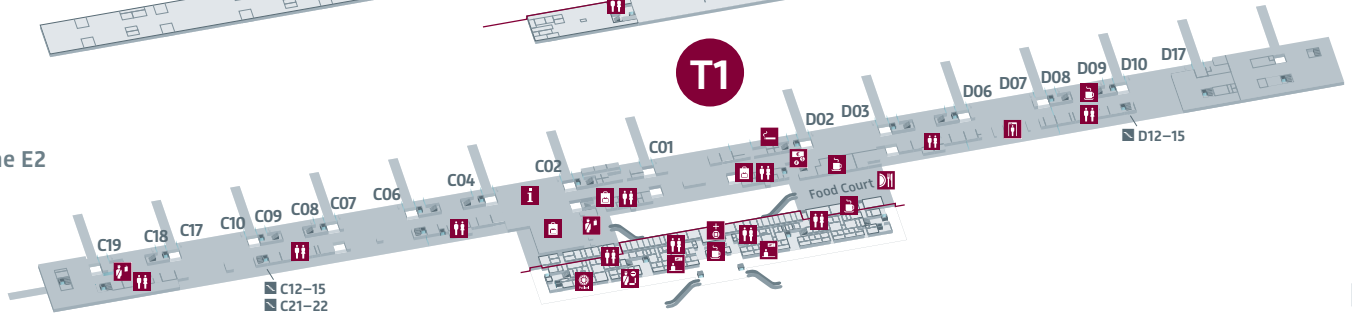 T1
D17
D10
D09
D08
D07
D06
D03
D02
D12–15
C01
C02
ne E2
C04
Food Court
C06
C07
C08
C09
C10
C17
C18
C19
i
C12–15
C21–22